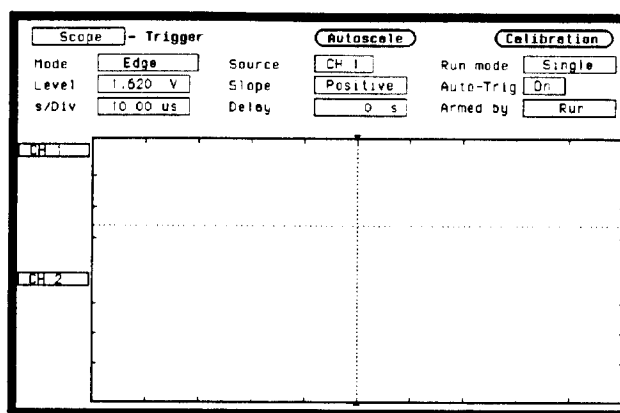 Scope - Trigger Autoscale Calibration
Mode Edge Source CH 1 Run mode Single
Level 1.620 V Slope Positive Auto-Trig On
s/Div 10.00 us Delay 0 s Armed by Run
CH 1
CH 2